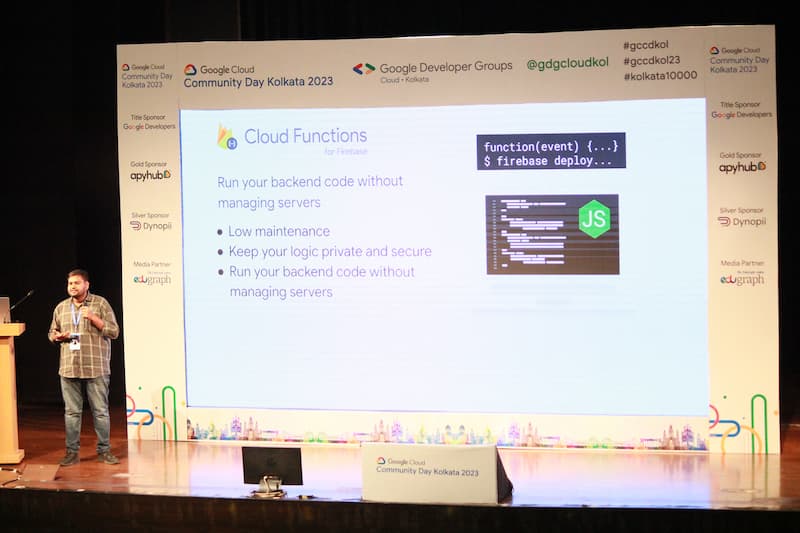 Google Cloud
Community Day
Kolkata 2023
Title Sponsor
Google Developers
Gold Sponsor
apyhub
Silver Sponsor
Dynopii
Media Partner
edugraph
Google Cloud
Community Day Kolkata 2023
Google Developer Groups
Cloud • Kolkata
@gdgcloudkol
#gccdkol
#gccdkol23
#kolkata10000
Cloud Functions
for Firebase
Run your backend code without
managing servers
● Low maintenance
● Keep your logic private and secure
● Run your backend code without
managing servers
function(event) {...}
$ firebase deploy...
JS
Google Cloud
Community Day
Kolkata 2023
Title Sponsor
Google Developers
Gold Sponsor
apyhub
Silver Sponsor
Dynopii
Media Partner
edugraph
Google Cloud
Community Day Kolkata 2023